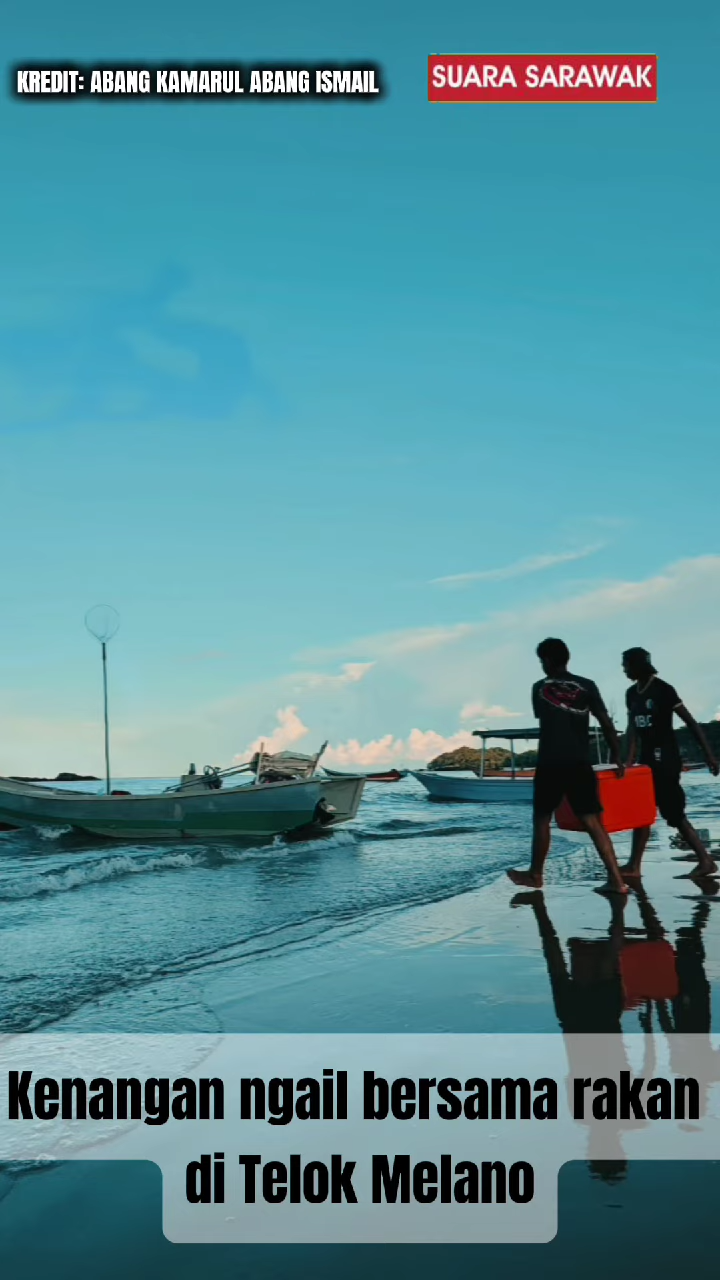 KREDIT: ABANG KAMARUL ABANG ISMAIL
SUARA SARAWAK
Kenangan ngail bersama rakan
di Telok Melano